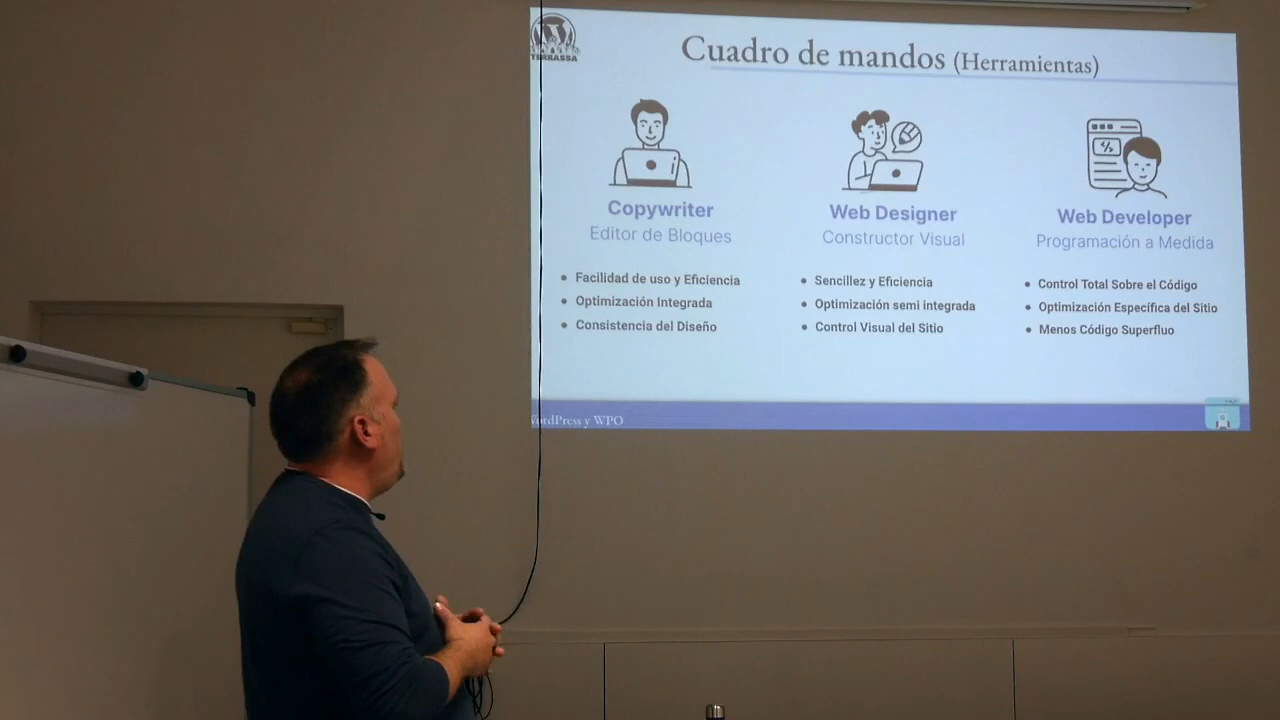 TERRASSA
Cuadro de mandos (Herramientas)
Copywriter
Editor de Bloques
• Facilidad de uso y Eficiencia
• Optimización Integrada
• Consistencia del Diseño
Web Designer
Constructor Visual
• Sencillez y Eficiencia
• Optimización semi integrada
• Control Visual del Sitio
Web Developer
Programación a Medida
• Control Total Sobre el Código
• Optimización Específica del Sitio
• Menos Código Superfluo
WordPress y WPO